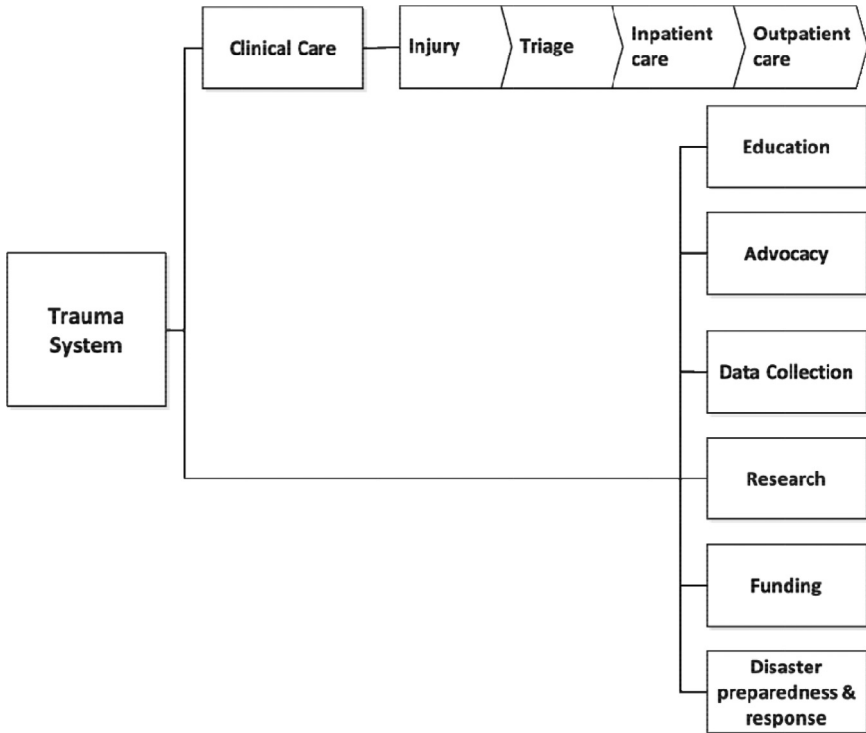 Clinical Care
Injury
Triage
Inpatient
care
Outpatient
care
Education
Advocacy
Trauma
System
Data Collection
Research
Funding
Disaster
preparedness &
response